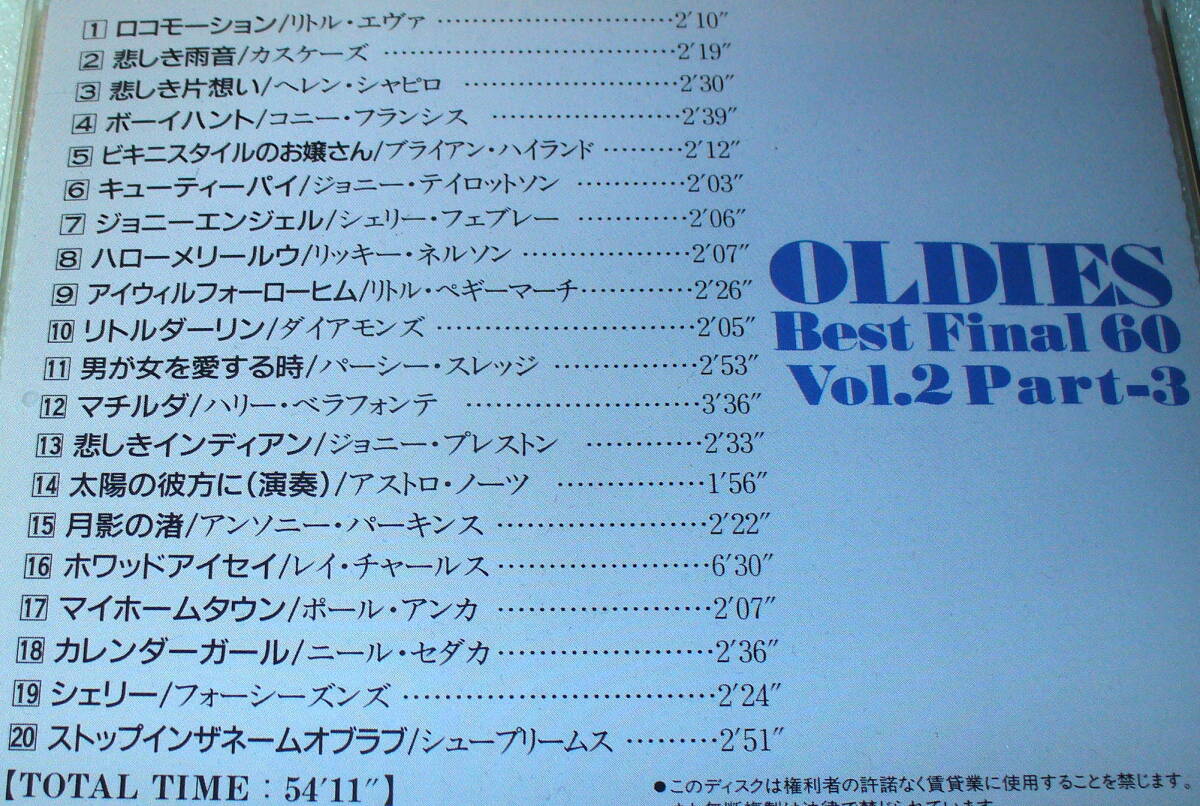 1 ロコモーション/リトル・エヴァ ……………………… 2′10″
2 悲しき雨音/カスケーズ ……………………………… 2′19″
3 悲しき片想い/ヘレン・シャピロ …………………… 2′30″
4 ボーイハント/コニー・フランシス ………………… 2′39″
5 ビキニスタイルのお嬢さん/ブライアン・ハイランド ……… 2′12″
6 キューティーパイ/ジョニー・テイロットソン ………… 2′03″
7 ジョニーエンジェル/シェリー・フェブレー ………… 2′06″
8 ハローメリールウ/リッキー・ネルソン ……………… 2′07″
9 アイウィルフォーローヒム/リトル・ペギーマーチ ………… 2′26″
10 リトルダーリン/ダイアモンズ ……………………… 2′05″
11 男が女を愛する時/パーシー・スレッジ …………… 2′53″
12 マチルダ/ハリー・ベラフォンテ …………………… 3′36″
13 悲しきインディアン/ジョニー・プレストン ………… 2′33″
14 太陽の彼方に(演奏)/アストロ・ノーツ …………… 1′56″
15 月影の渚/アンソニー・パーキンス ………………… 2′22″
16 ホワッドアイセイ/レイ・チャールス ………………… 6′30″
17 マイホームタウン/ポール・アンカ ………………… 2′07″
18 カレンダーガール/ニール・セダカ ………………… 2′36″
19 シェリー/フォーシーズンズ ………………………… 2′24″
20 ストップインザネームオブラブ/シュープリームス ……… 2′51″
【TOTAL TIME : 54′11″】
OLDIES
Best Final 60
Vol.2 Part-3
●このディスクは権利者の許諾なく賃貸業に使用することを禁じます。
また無断複製は法律で禁じられています。